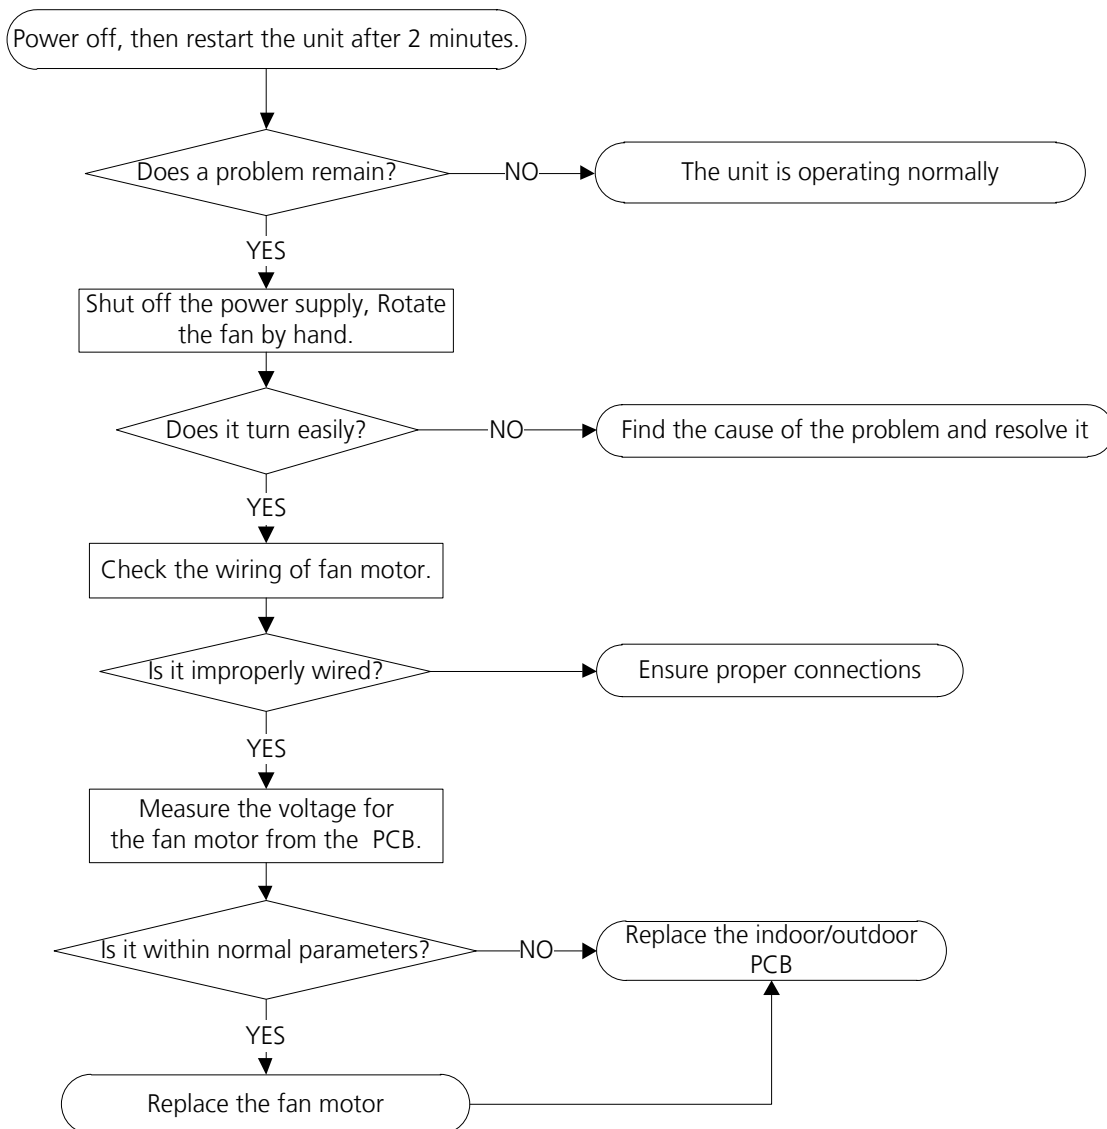 Power off, then restart the unit after 2 minutes.
Does a problem remain?
NO
The unit is operating normally
YES
Shut off the power supply, Rotate
the fan by hand.
Does it turn easily?
NO
Find the cause of the problem and resolve it
YES
Check the wiring of fan motor.
Is it improperly wired?
Ensure proper connections
YES
Measure the voltage for
the fan motor from the PCB.
Is it within normal parameters?
NO
Replace the indoor/outdoor
PCB
YES
Replace the fan motor